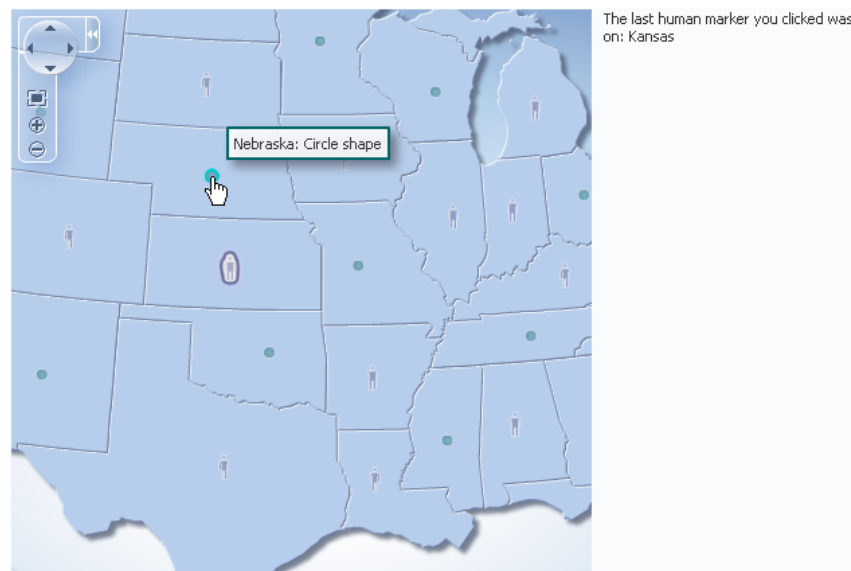 The last human marker you clicked was
on: Kansas
Nebraska: Circle shape